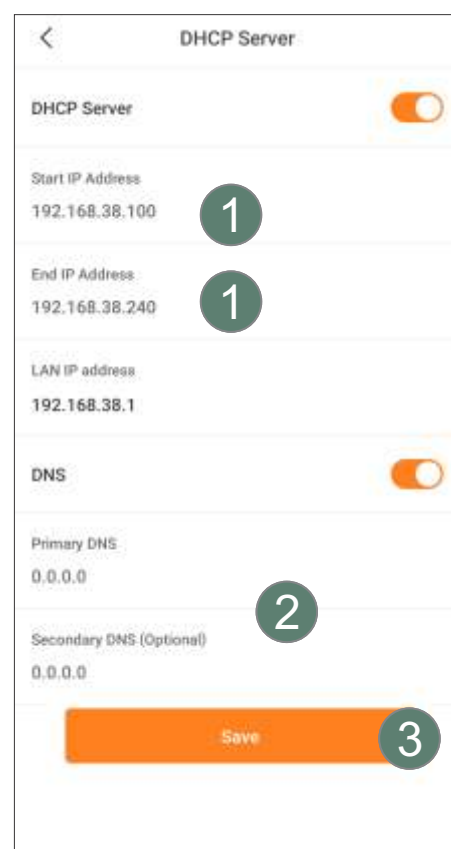 DHCP Server
DHCP Server
Start IP Address
192.168.38.100
1
End IP Address
192.168.38.240
1
LAN IP address
192.168.38.1
DNS
Primary DNS
0.0.0.0
2
Secondary DNS (Optional)
0.0.0.0
Save
3